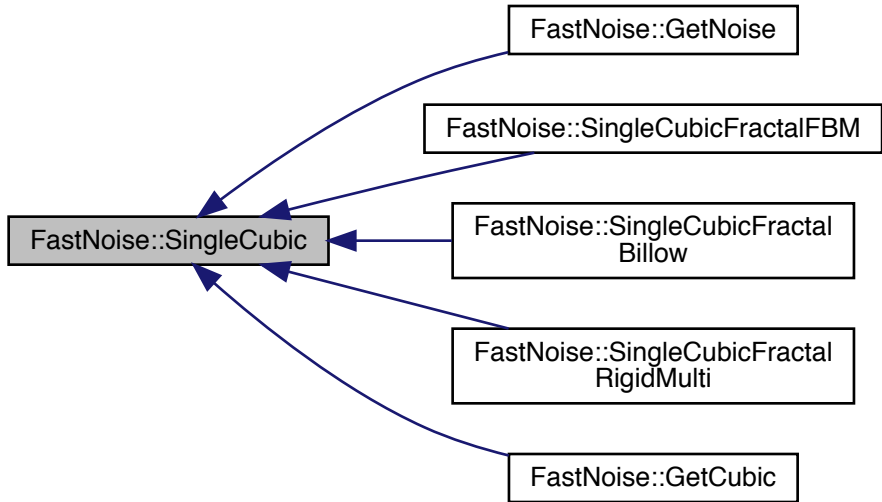 FastNoise::GetNoise
FastNoise::SingleCubicFractalFBM
FastNoise::SingleCubic
FastNoise::SingleCubicFractal
Billow
FastNoise::SingleCubicFractal
RigidMulti
FastNoise::GetCubic